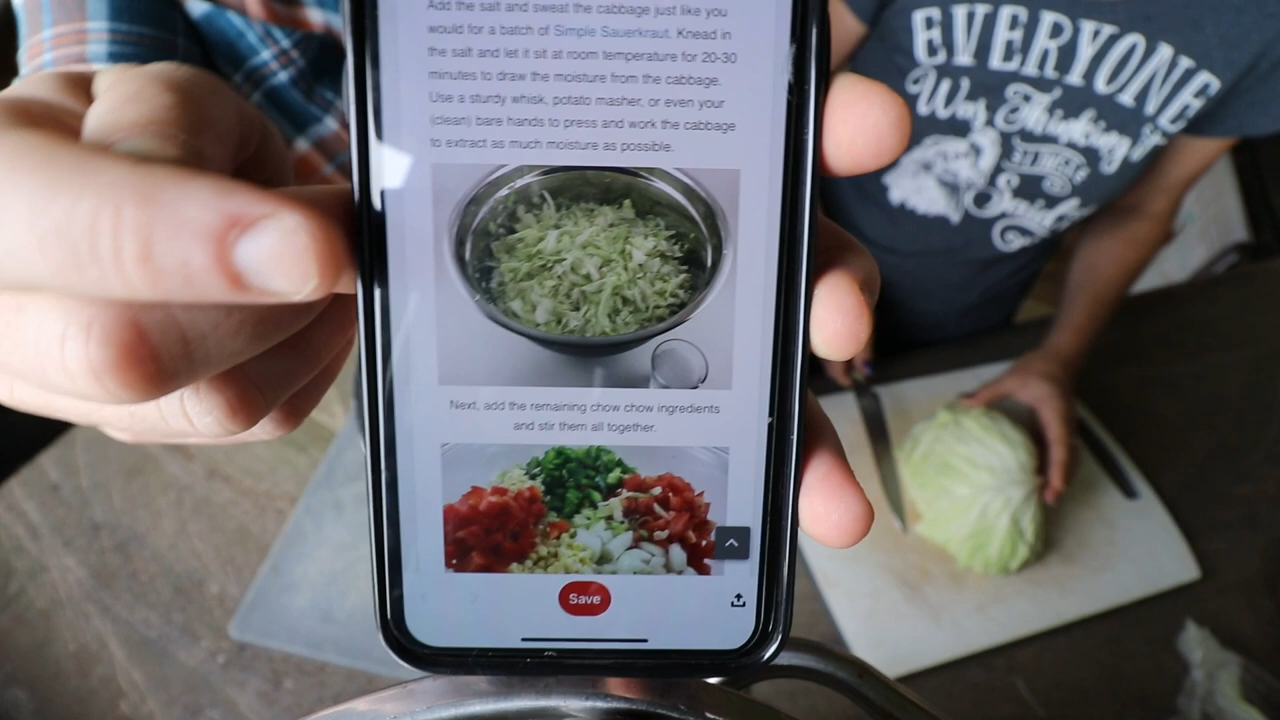 Add the salt and sweat the cabbage just like you
would for a batch of Simple Sauerkraut. Knead in
the salt and let it sit at room temperature for 20-30
minutes to draw the moisture from the cabbage.
Use a sturdy whisk, potato masher, or even your
(clean) bare hands to press and work the cabbage
to extract as much moisture as possible.
Next, add the remaining chow chow ingredients
and stir them all together.
Save
EVERYONE
Was Thinking it